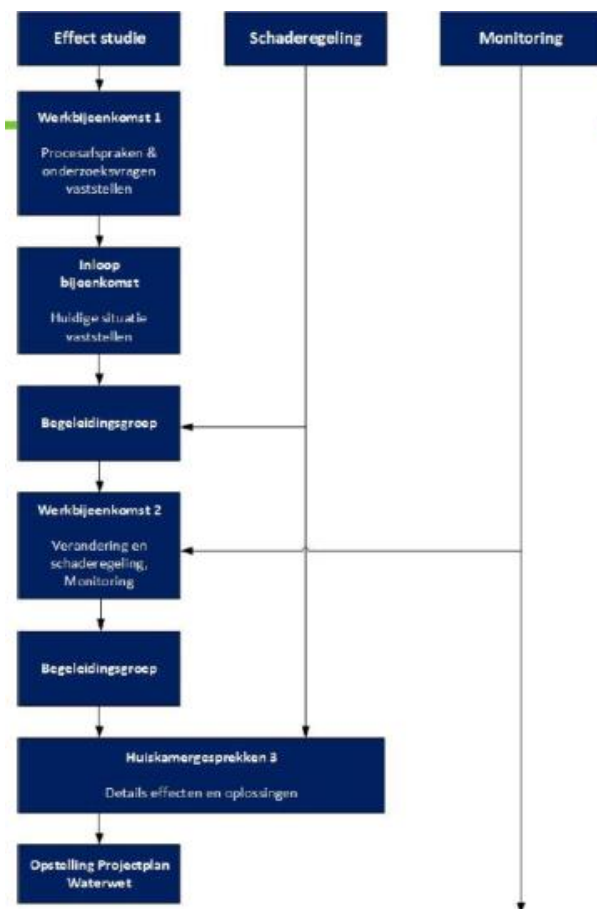 Effect studie
Schaderegeling
Monitoring
Werkbijeenkomst 1
Procesafspraken &
onderzoeksvragen
vaststellen
Inloop
bijeenkomst
Huidige situatie
vaststellen
Begeleidingsgroep
Werkbijeenkomst 2
Verandering en
schaderegeling,
Monitoring
Begeleidingsgroep
Huiskamergesprekken 3
Details effecten en oplossingen
Opstelling Projectplan
Waterwet